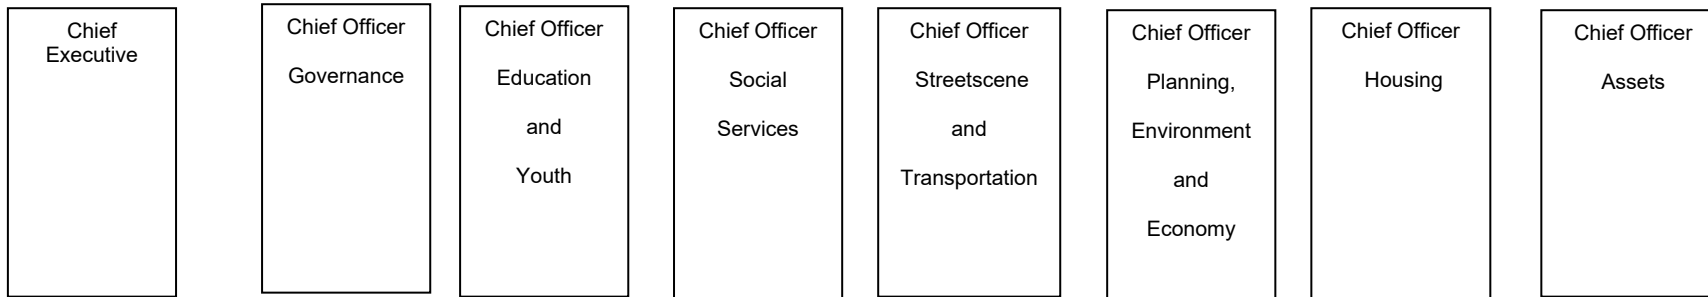 Chief
Executive
Chief Officer
Governance
Chief Officer
Education
and
Youth
Chief Officer
Social
Services
Chief Officer
Streetscene
and
Transportation
Chief Officer
Planning,
Environment
and
Economy
Chief Officer
Housing
Chief Officer
Assets